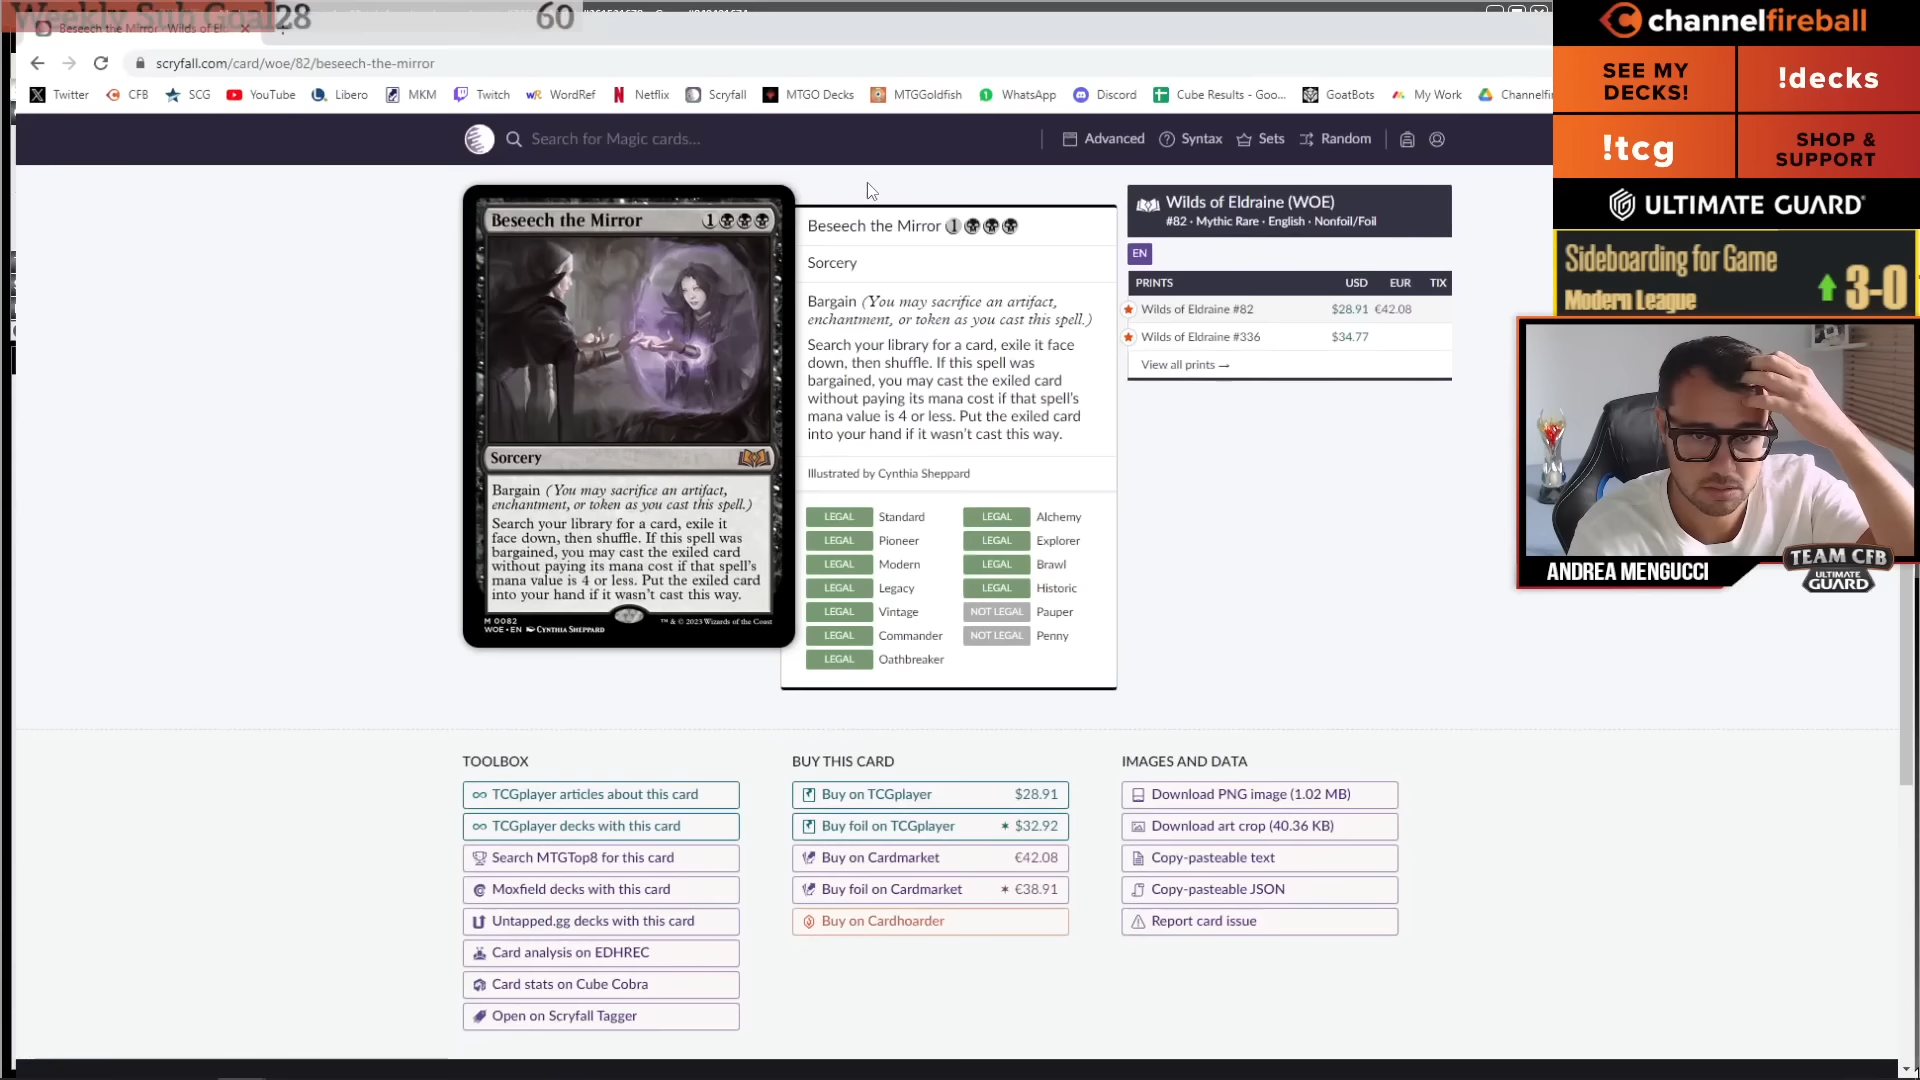 Weekly Sub Goal 28 60
Beseech the Mirror · Wilds of El
scryfall.com/card/woe/82/beseech-the-mirror
Twitter CFB SCG YouTube Libero MKM Twitch WordRef Netflix Scryfall MTGO Decks MTGGoldfish WhatsApp Discord Cube Results - Goo... GoatBots My Work Channelfi
Search for Magic cards...
Advanced Syntax Sets Random
Beseech the Mirror 1
Sorcery
Bargain (You may sacrifice an artifact,
enchantment, or token as you cast this spell.)
Search your library for a card, exile it
face down, then shuffle. If this spell was
bargained, you may cast the exiled card
without paying its mana cost if that spell's
mana value is 4 or less. Put the exiled card
into your hand if it wasn't cast this way.
M 0082
WOE • EN CYNTHIA SHEPPARD
™ & © 2023 Wizards of the Coast
Beseech the Mirror 1
Sorcery
Bargain (You may sacrifice an artifact,
enchantment, or token as you cast this spell.)
Search your library for a card, exile it face
down, then shuffle. If this spell was
bargained, you may cast the exiled card
without paying its mana cost if that spell's
mana value is 4 or less. Put the exiled card
into your hand if it wasn't cast this way.
Illustrated by Cynthia Sheppard
LEGAL Standard LEGAL Alchemy
LEGAL Pioneer LEGAL Explorer
LEGAL Modern LEGAL Brawl
LEGAL Legacy LEGAL Historic
LEGAL Vintage NOT LEGAL Pauper
LEGAL Commander NOT LEGAL Penny
LEGAL Oathbreaker
Wilds of Eldraine (WOE)
#82 · Mythic Rare · English · Nonfoil/Foil
EN
PRINTS USD EUR TIX
Wilds of Eldraine #82 $28.91 €42.08
Wilds of Eldraine #336 $34.77
View all prints →
TOOLBOX
TCGplayer articles about this card
TCGplayer decks with this card
Search MTGTop8 for this card
Moxfield decks with this card
Untapped.gg decks with this card
Card analysis on EDHREC
Card stats on Cube Cobra
Open on Scryfall Tagger
BUY THIS CARD
Buy on TCGplayer $28.91
Buy foil on TCGplayer ✶ $32.92
Buy on Cardmarket €42.08
Buy foil on Cardmarket ✶ €38.91
Buy on Cardhoarder
IMAGES AND DATA
Download PNG image (1.02 MB)
Download art crop (40.36 KB)
Copy-pasteable text
Copy-pasteable JSON
Report card issue
channelfireball
SEE MY
DECKS!
!decks
!tcg
SHOP &
SUPPORT
ULTIMATE GUARD
Sideboarding for Game
Modern League
3-0
ANDREA MENGUCCI
TEAM CFB
ULTIMATE
GUARD